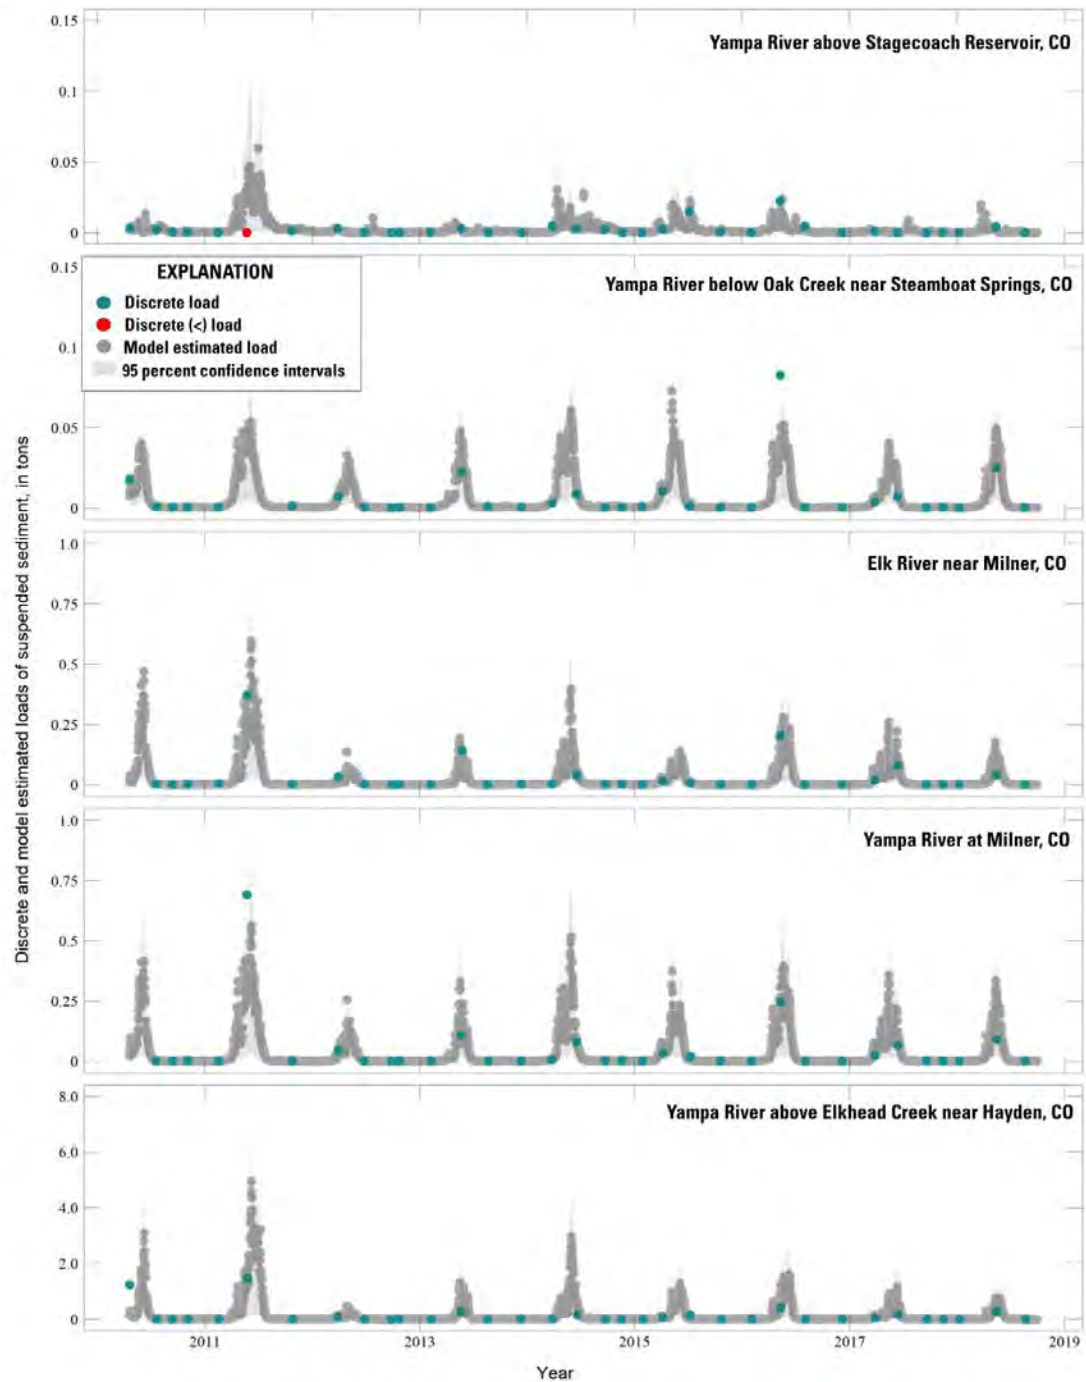 0.15
Yampa River above Stagecoach Reservoir, CO
0.1
0.05
0
0.15
EXPLANATION
Yampa River below Oak Creek near Steamboat Springs, CO
Discrete load
Discrete (<) load
0.1
Model estimated load
95 percent confidence intervals
0.05
0
Discrete and model estimated loads of suspended sediment, in tons
1.0
Elk River near Milner, CO
0.75
0.5
0.25
0
1.0
Yampa River at Milner, CO
0.75
0.5
0.25
0
8.0
Yampa River above Elkhead Creek near Hayden, CO
6.0
4.0
2.0
0
2011 2013 2015 2017 2019
Year